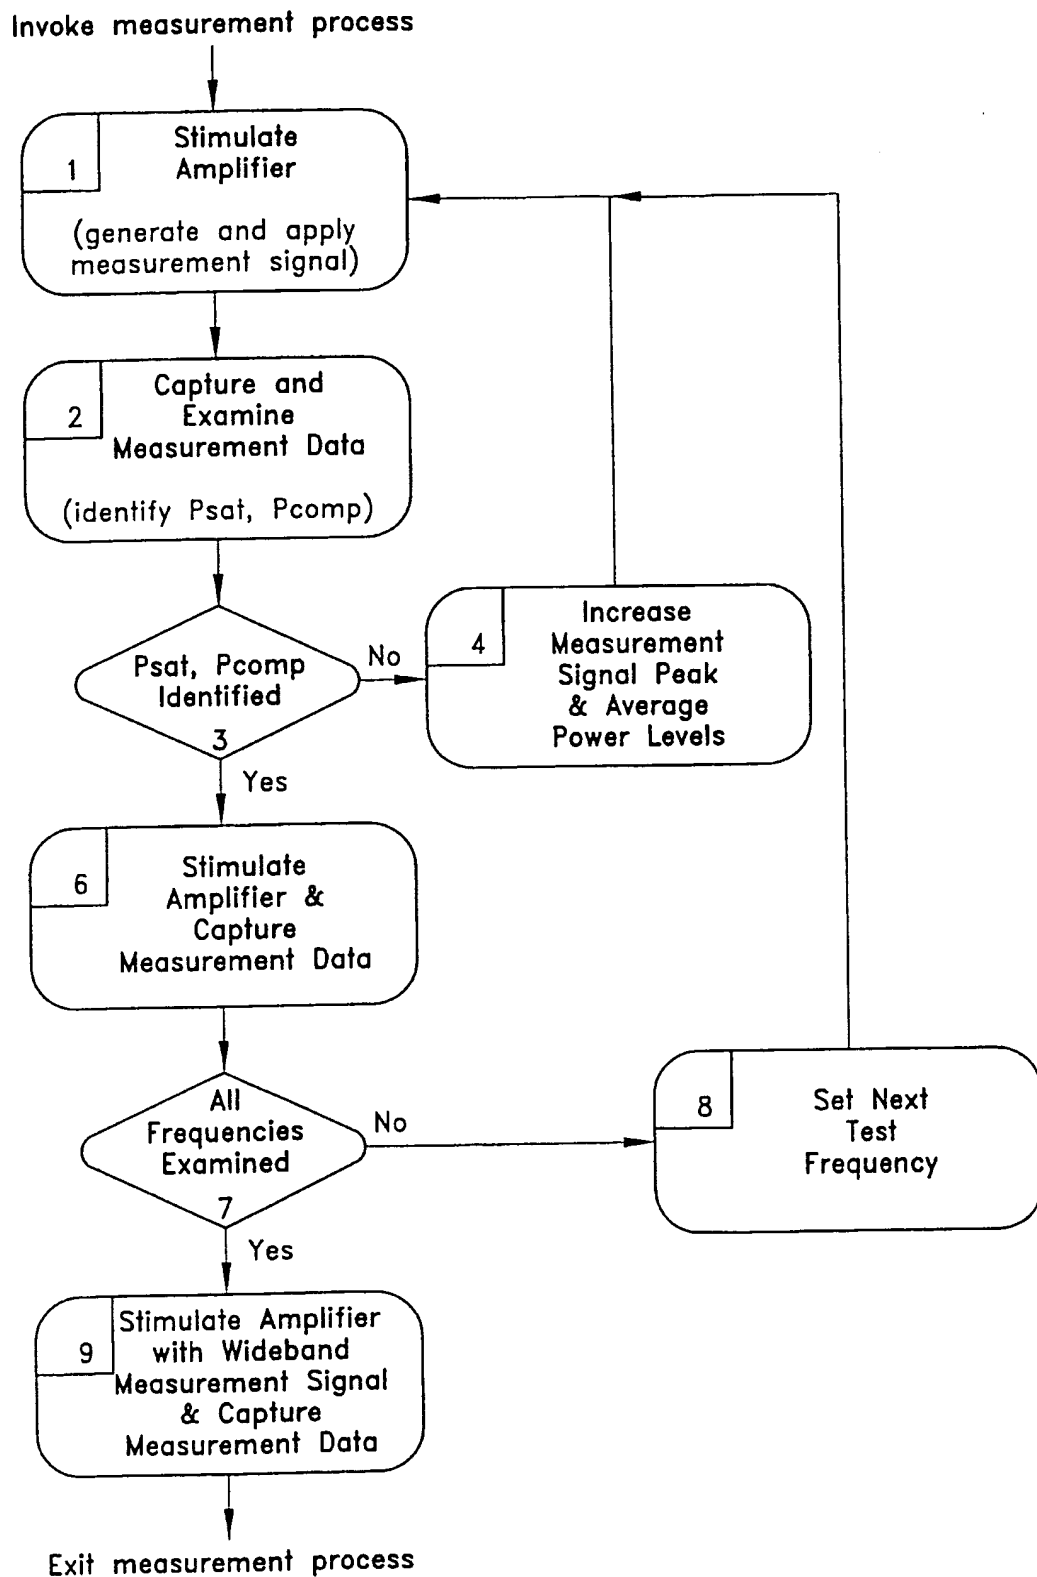 Invoke measurement process
1
Stimulate
Amplifier
(generate and apply
measurement signal)
2
Capture and
Examine
Measurement Data
(identify Psat, Pcomp)
Psat, Pcomp
Identified
3
No
Yes
4
Increase
Measurement
Signal Peak
& Average
Power Levels
6
Stimulate
Amplifier &
Capture
Measurement Data
All
Frequencies
Examined
7
No
Yes
8
Set Next
Test
Frequency
9
Stimulate Amplifier
with Wideband
Measurement Signal
& Capture
Measurement Data
Exit measurement process